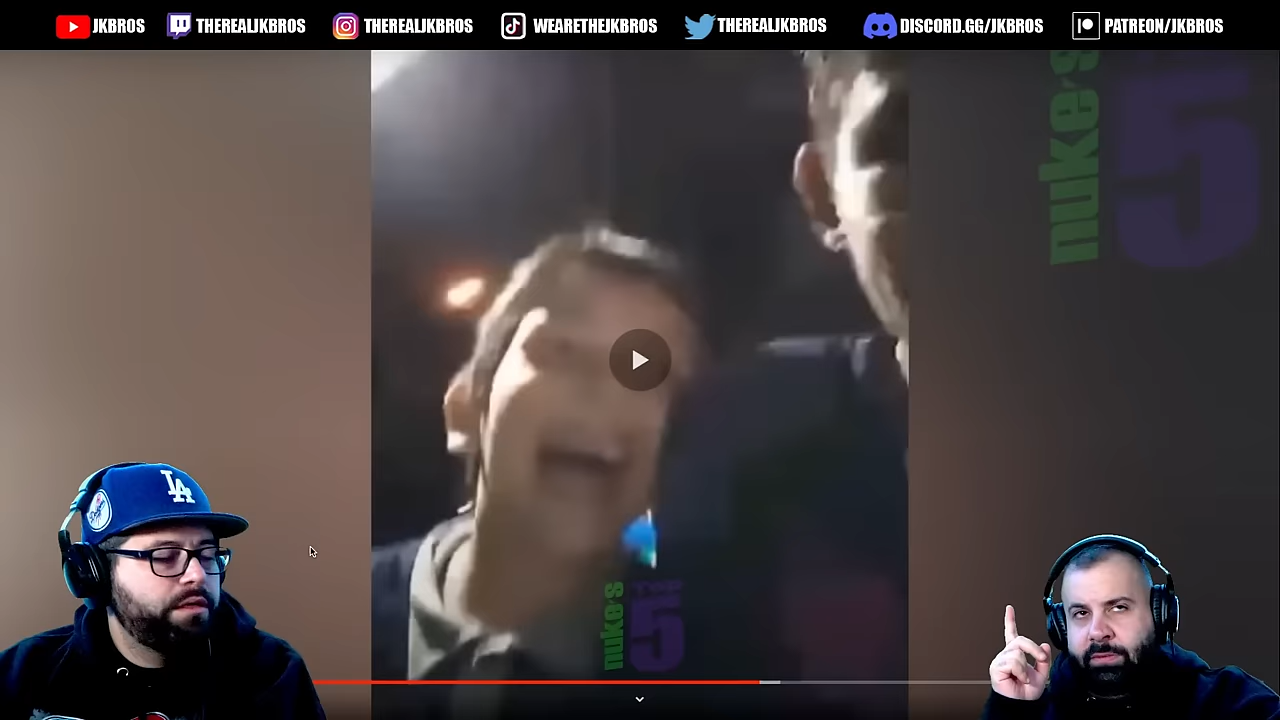 JKBROS THEREALJKBROS THEREALJKBROS WEARETHEJKBROS THEREALJKBROS DISCORD.GG/JKBROS PATREON/JKBROS
nuke's
5
LA
nuke's
5